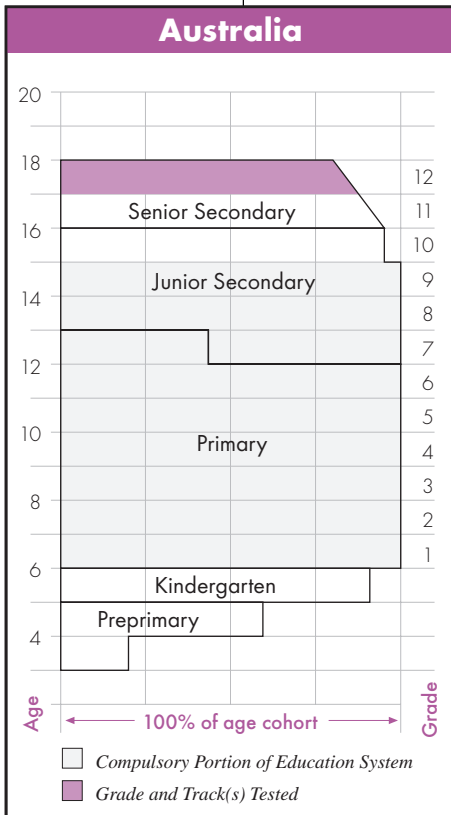 Australia
20
18
12
Senior Secondary
11
16
10
Junior Secondary
9
14
8
7
12
6
5
10
Primary
4
3
8
2
1
6
Kindergarten
Preprimary
4
Age
100% of age cohort
Grade
Compulsory Portion of Education System
Grade and Track(s) Tested